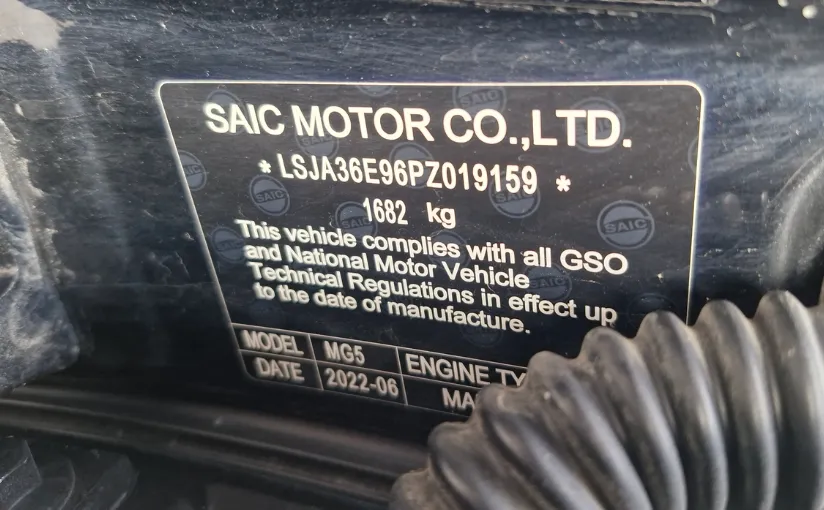 SAIC MOTOR CO.,LTD.
* LSJA36E96PZ019159 *
1682 kg
This vehicle complies with all GSO
and National Motor Vehicle
Technical Regulations in effect up
to the date of manufacture.
MODEL MG5 ENGINE
DATE 2022-06